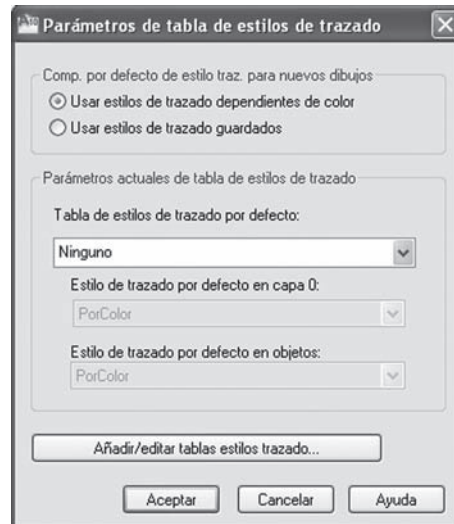 Parámetros de tabla de estilos de trazado
Comp. por defecto de estilo traz. para nuevos dibujos
Usar estilos de trazado dependientes de color
Usar estilos de trazado guardados
Parámetros actuales de tabla de estilos de trazado
Tabla de estilos de trazado por defecto:
Ninguno
Estilo de trazado por defecto en capa 0:
PorColor
Estilo de trazado por defecto en objetos:
PorColor
Añadir/editar tablas estilos trazado...
Aceptar
Cancelar
Ayuda